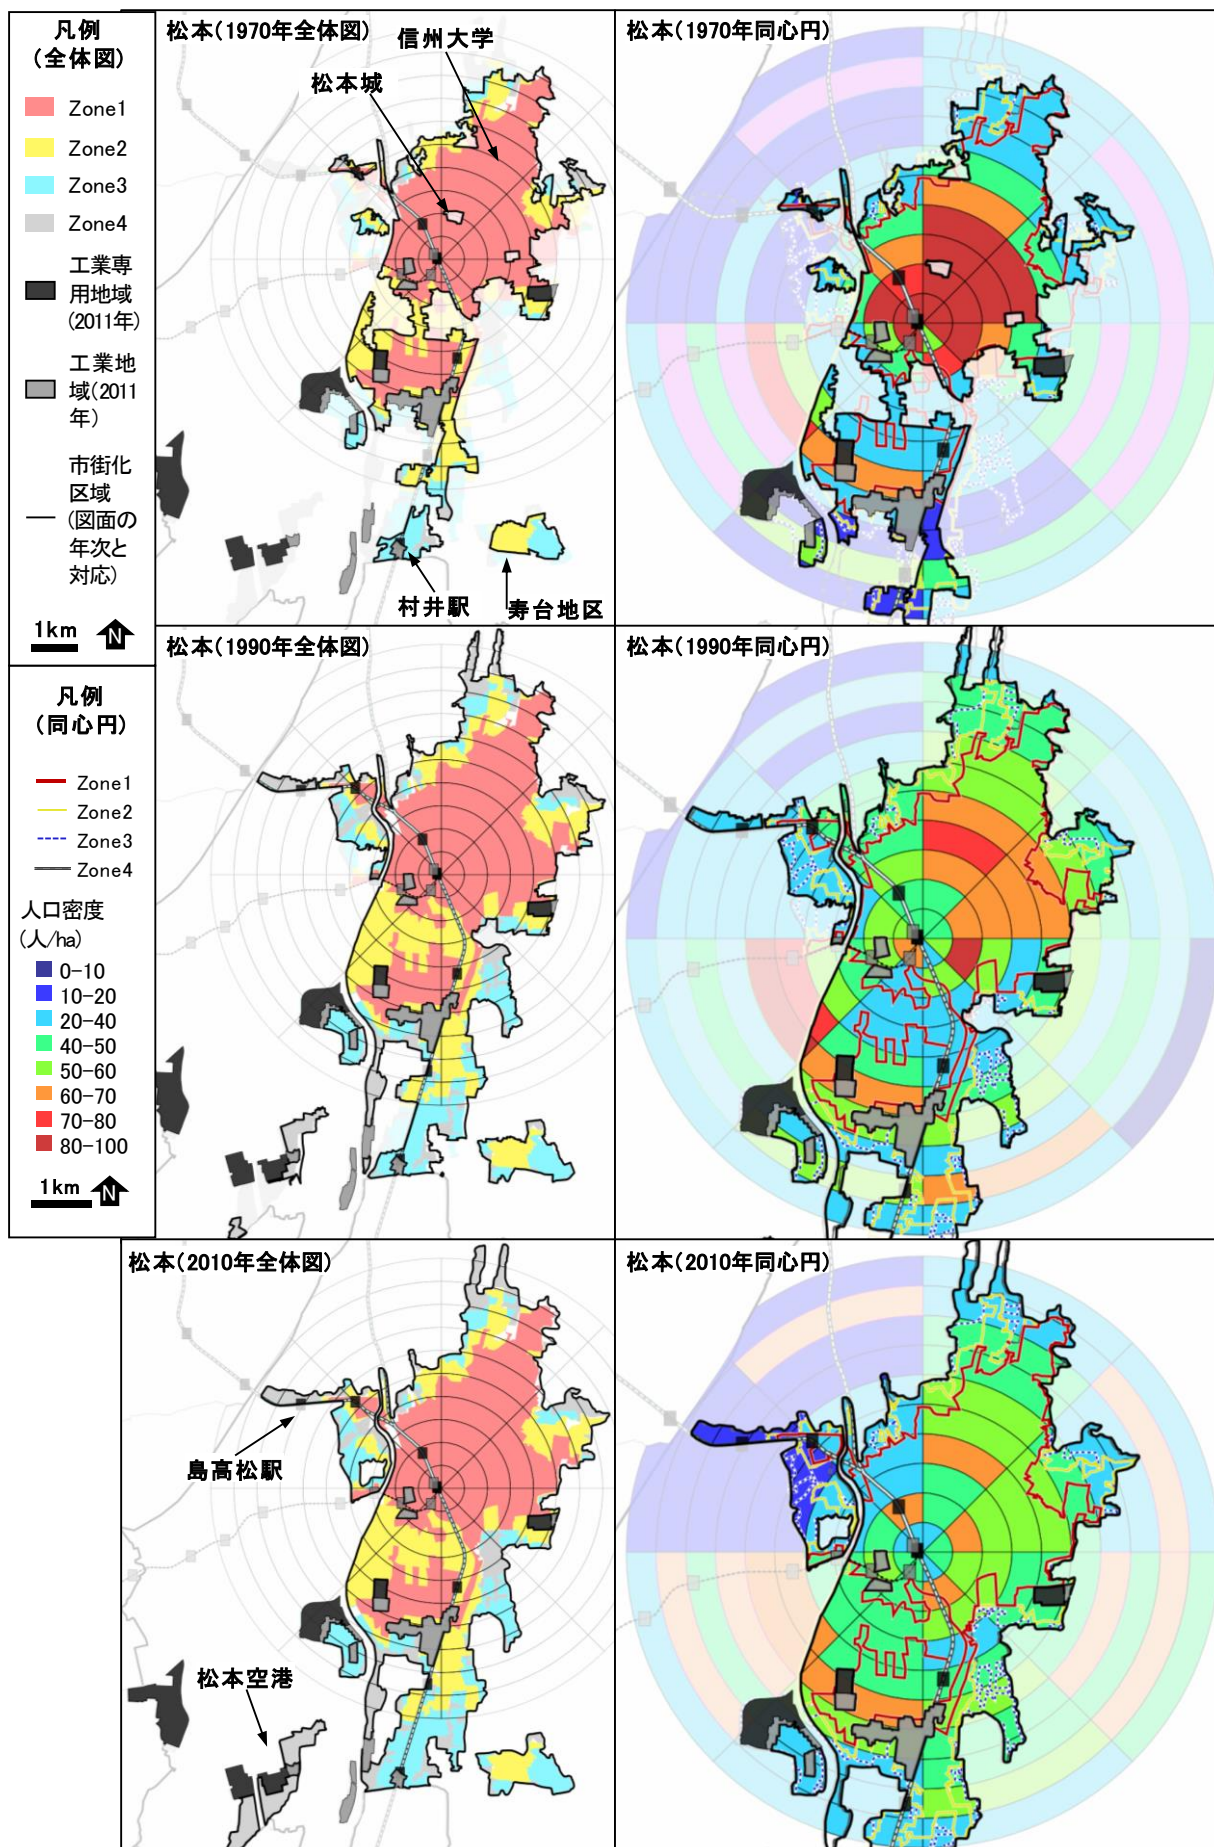 凡例
(全体図)
Zone1
Zone2
Zone3
Zone4
工業専
用地域
(2011年)
工業地
域(2011
年)
市街化
区域
(図面の
年次と
対応)
1km
N
凡例
(同心円)
Zone1
Zone2
Zone3
Zone4
人口密度
(人/ha)
0-10
10-20
20-40
40-50
50-60
60-70
70-80
80-100
1km
N
松本(1970年全体図)
信州大学
松本城
村井駅
寿台地区
松本(1970年同心円)
松本(1990年全体図)
松本(1990年同心円)
松本(2010年全体図)
島高松駅
松本空港
松本(2010年同心円)